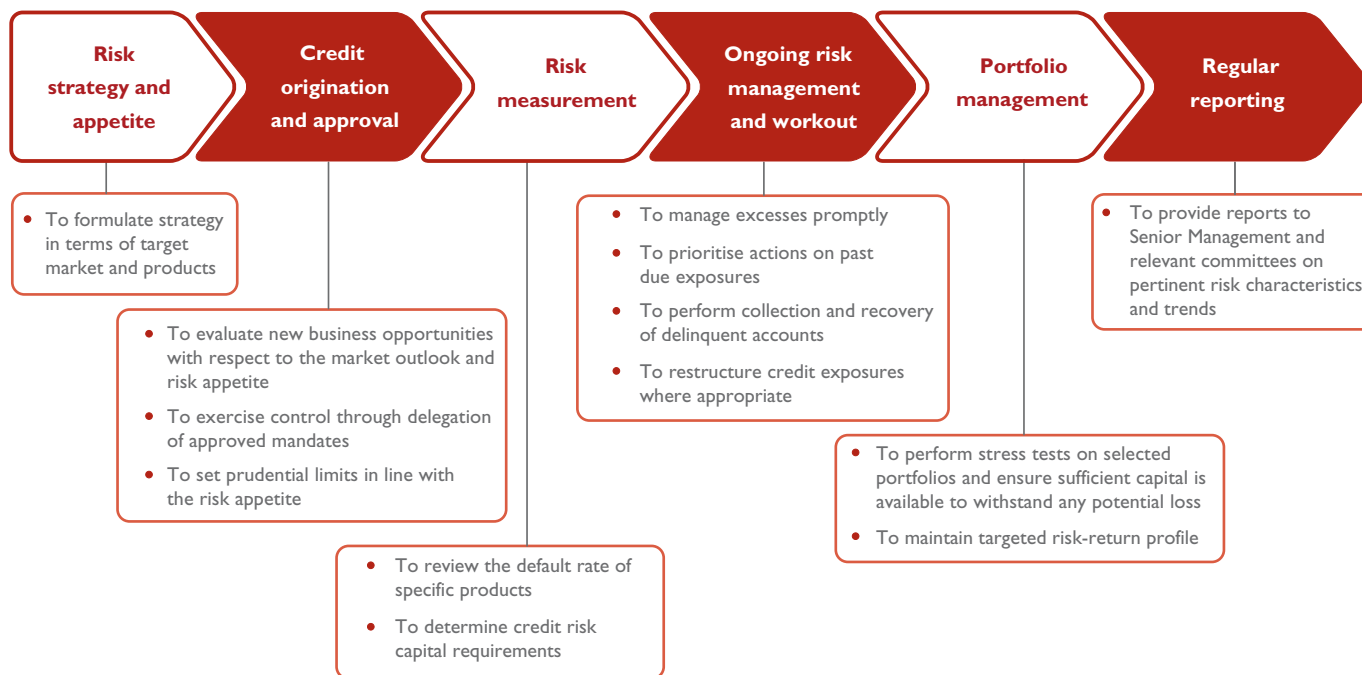 Risk
strategy and
appetite
Credit
origination
and approval
Risk
measurement
Ongoing risk
management
and workout
Portfolio
management
Regular
reporting
• To formulate strategy
in terms of target
market and products
• To evaluate new business opportunities
with respect to the market outlook and
risk appetite
• To exercise control through delegation
of approved mandates
• To set prudential limits in line with
the risk appetite
• To review the default rate of
specific products
• To determine credit risk
capital requirements
• To manage excesses promptly
• To prioritise actions on past
due exposures
• To perform collection and recovery
of delinquent accounts
• To restructure credit exposures
where appropriate
• To perform stress tests on selected
portfolios and ensure sufficient capital is
available to withstand any potential loss
• To maintain targeted risk-return profile
• To provide reports to
Senior Management and
relevant committees on
pertinent risk characteristics
and trends